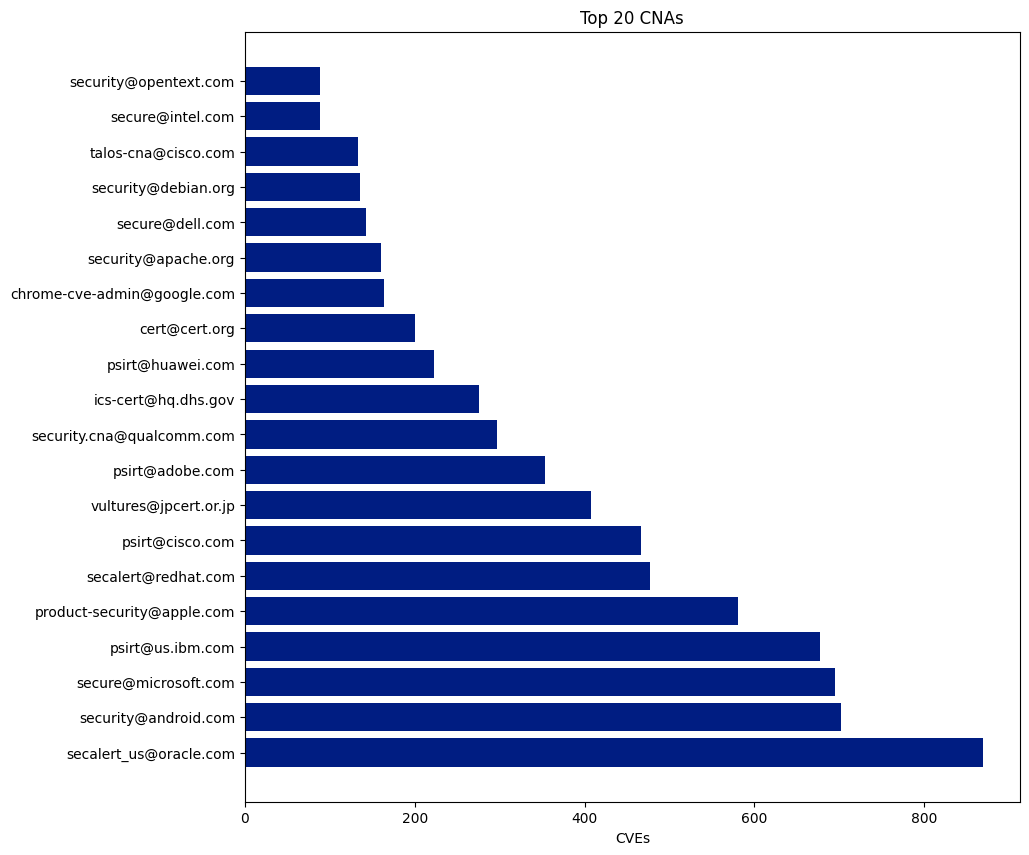 Top 20 CNAs
security@opentext.com
secure@intel.com
talos-cna@cisco.com
security@debian.org
secure@dell.com
security@apache.org
chrome-cve-admin@google.com
cert@cert.org
psirt@huawei.com
ics-cert@hq.dhs.gov
security.cna@qualcomm.com
psirt@adobe.com
vultures@jpcert.or.jp
psirt@cisco.com
secalert@redhat.com
product-security@apple.com
psirt@us.ibm.com
secure@microsoft.com
security@android.com
secalert_us@oracle.com
0 200 400 600 800
CVEs